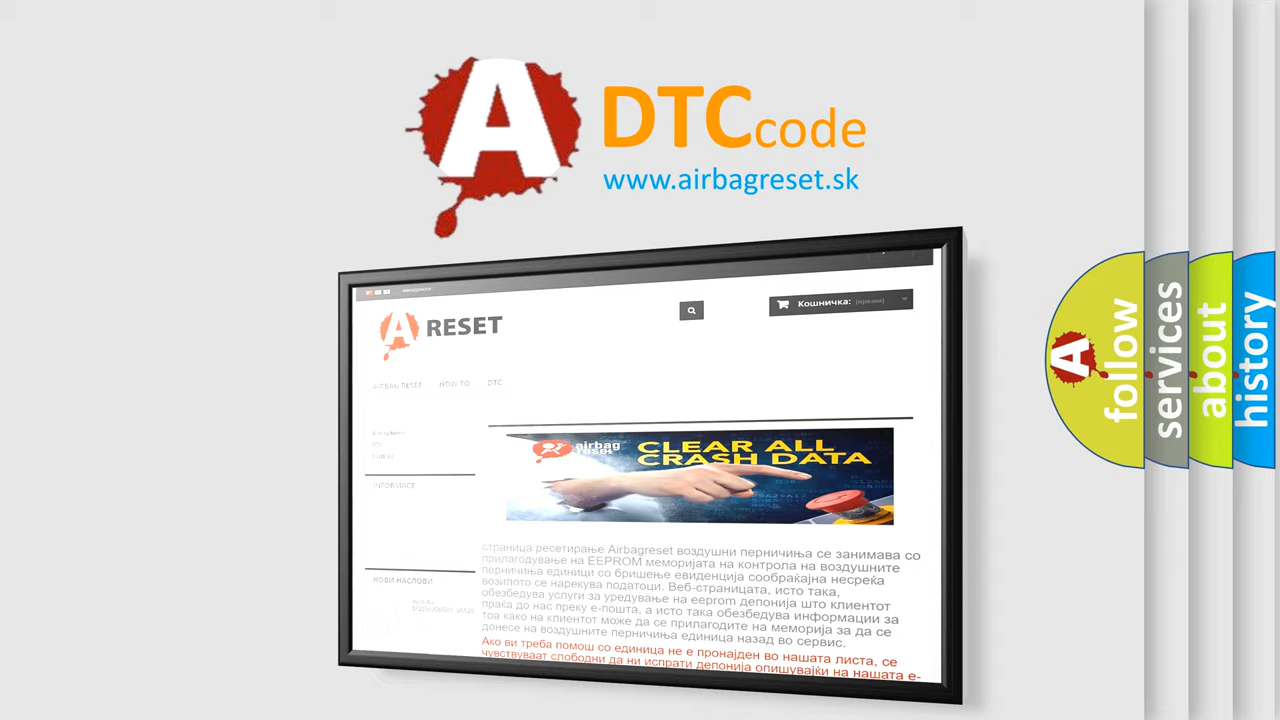 A DTC code
www.airbagreset.sk
Кошничка: (празна)
A RESET
AIRBAG RESET HOW TO DTC
airbag
reset
CLEAR ALL
CRASH DATA
INFORMACE
страница ресетирање Airbagreset воздушни перничиња се занимава со
прилагодување на EEPROM меморијата на контрола на воздушните
перничиња единици со бришење евиденција сообраќајна несреќа
возилото се нарекува податоци. Веб-страницата, исто така,
обезбедува услуги за уредување на eeprom депонија што клиентот
праќа до нас преку е-пошта, а исто така обезбедува информации за
тоа како на клиентот може да се прилагодите на меморија за да се
донесе на воздушните перничиња единица назад во сервис.
Ако ви треба помош со единица не е пронајден во нашата листа, се
чувствуваат слободни да ни испрати депонија опишувајќи на нашата е-
НОВИ НАСЛОВИ
A
follow
services
about
history